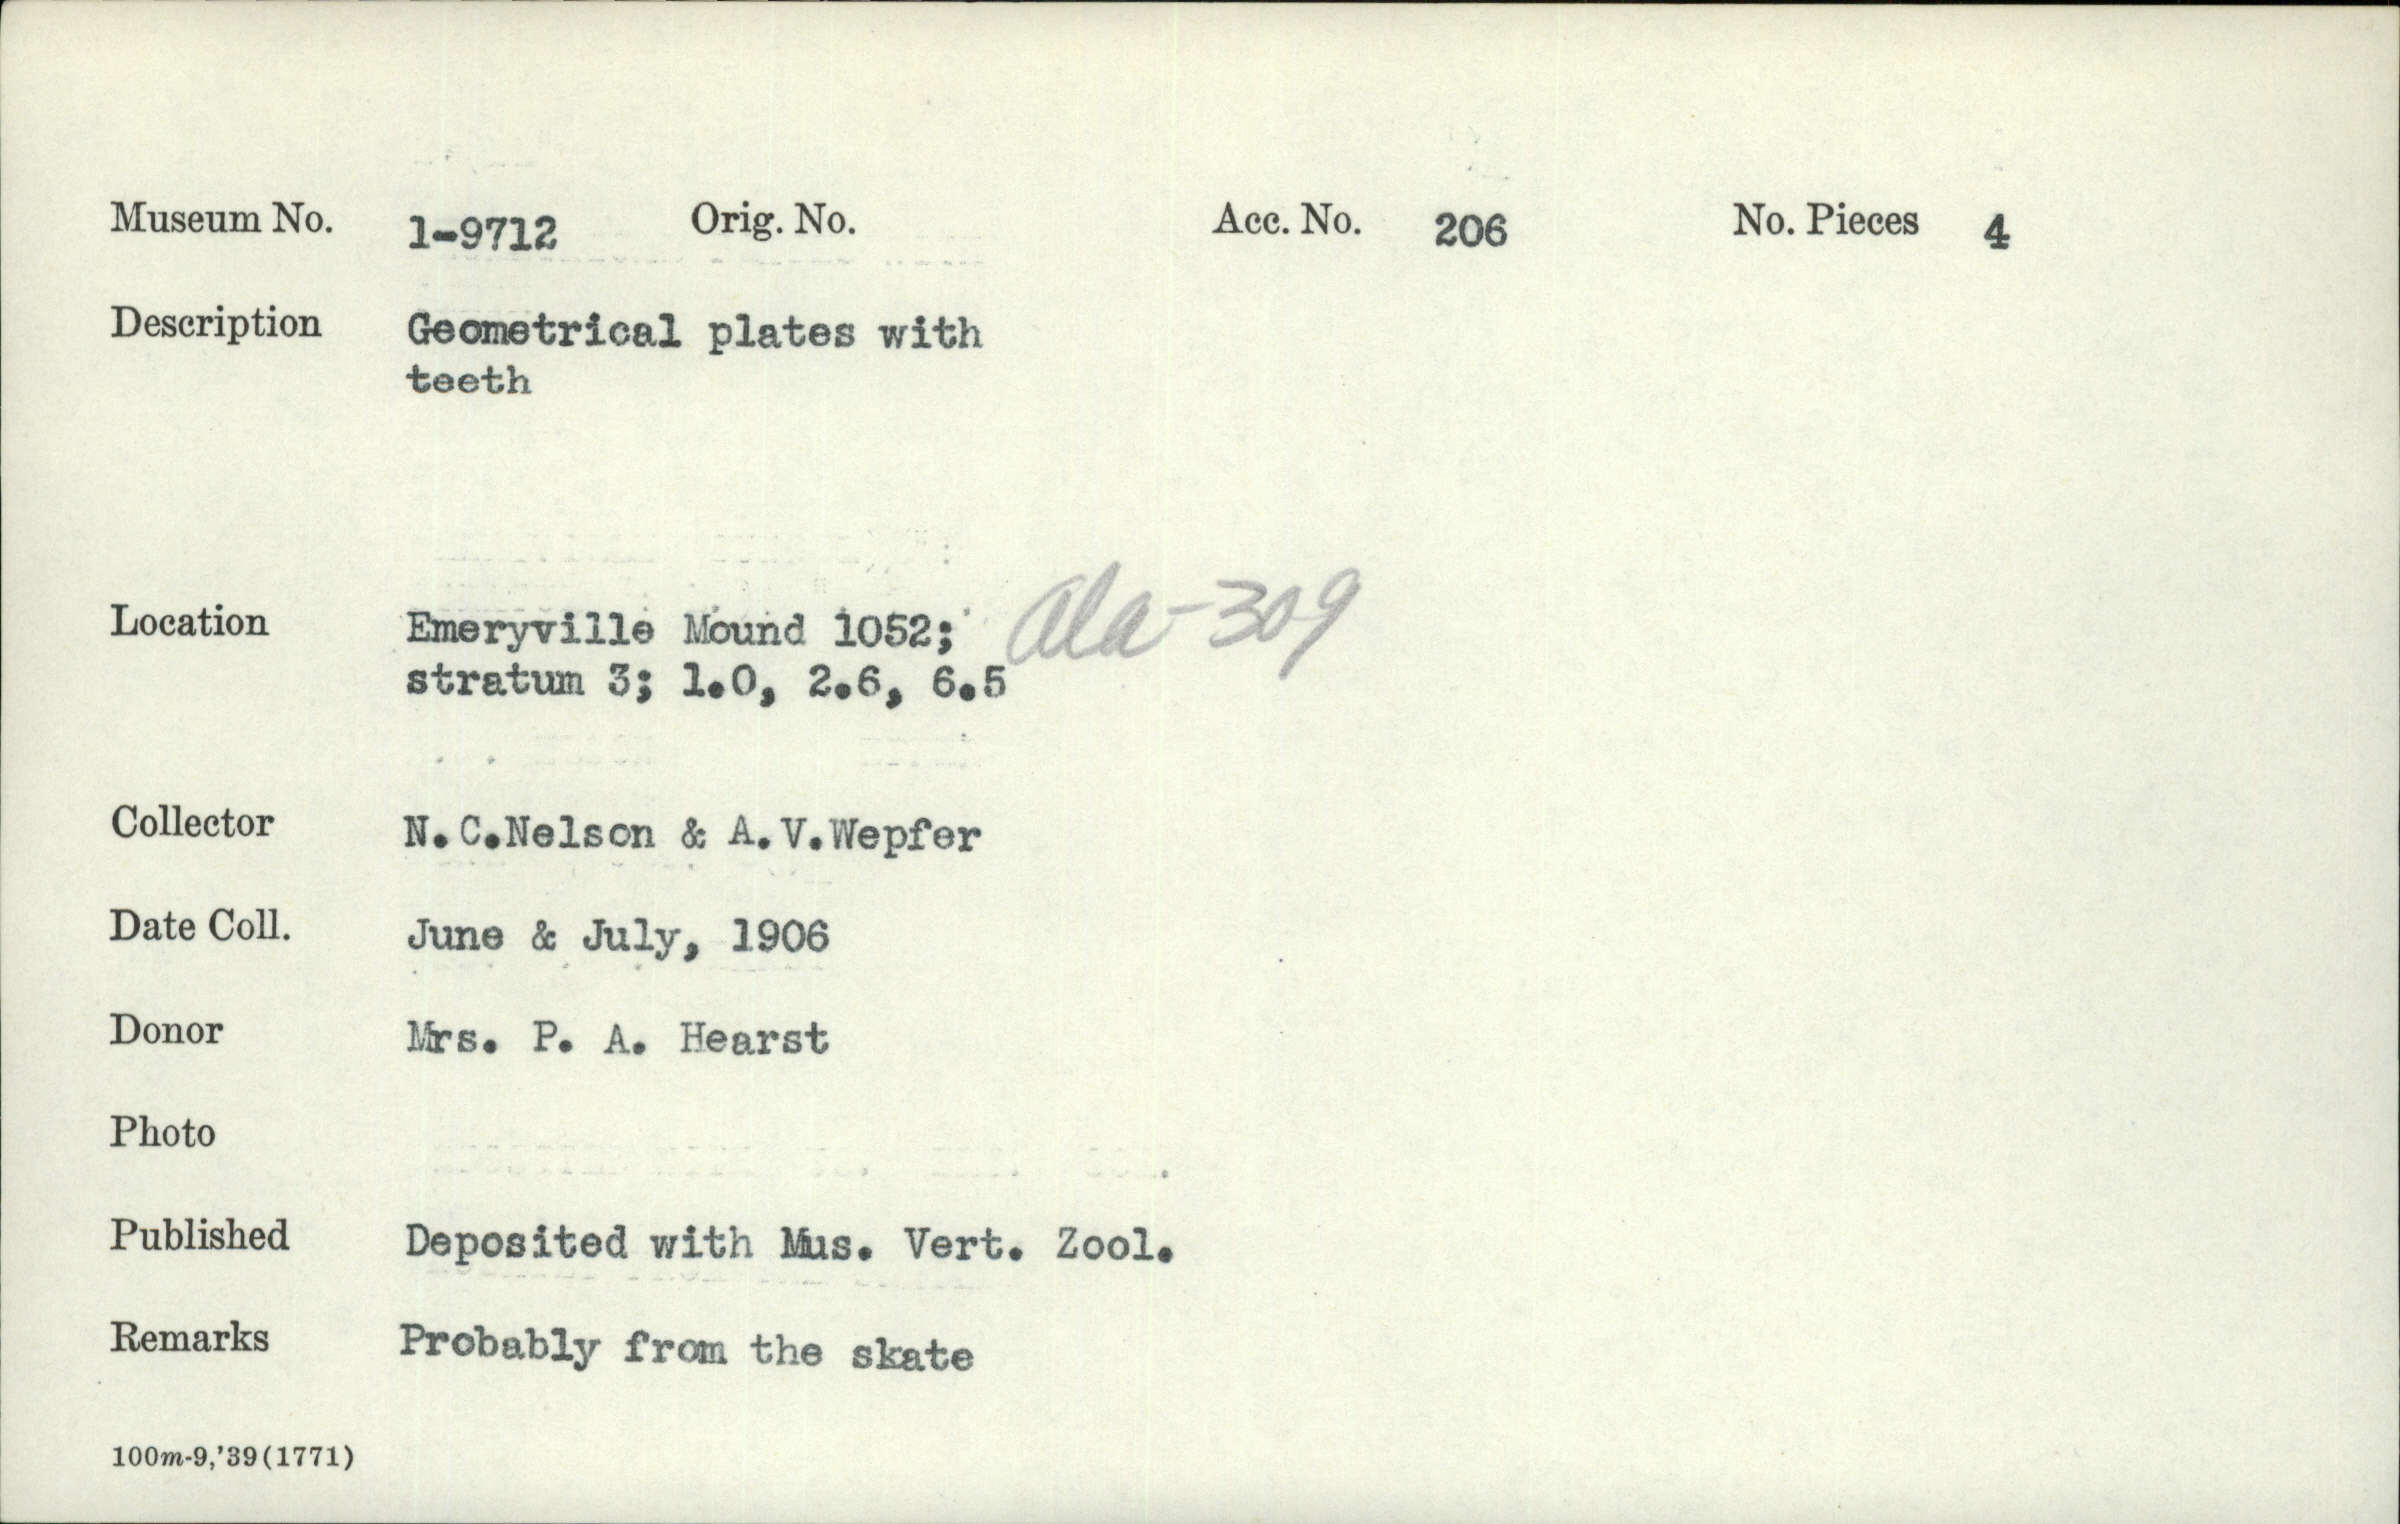 Museum No. 1-9712 Orig. No. Acc. No. 206 No. Pieces 4
Description Geometrical plates with
teeth
Location Emeryville Mound 1052; Ala-309
stratum 3; 1.0, 2.6, 6.5
Collector N.C.Nelson & A.V.Wepfer
Date Coll. June & July, 1906
Donor Mrs. P. A. Hearst
Photo
Published Deposited with Mus. Vert. Zool.
Remarks Probably from the skate
100m-9,'39(1771)